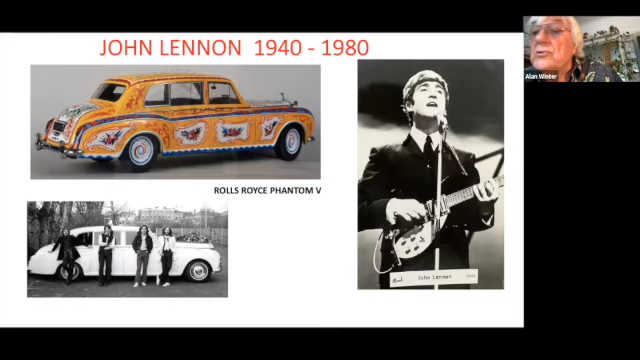 JOHN LENNON 1940 - 1980
Alan Winter
ROLLS ROYCE PHANTOM V
John Lennon